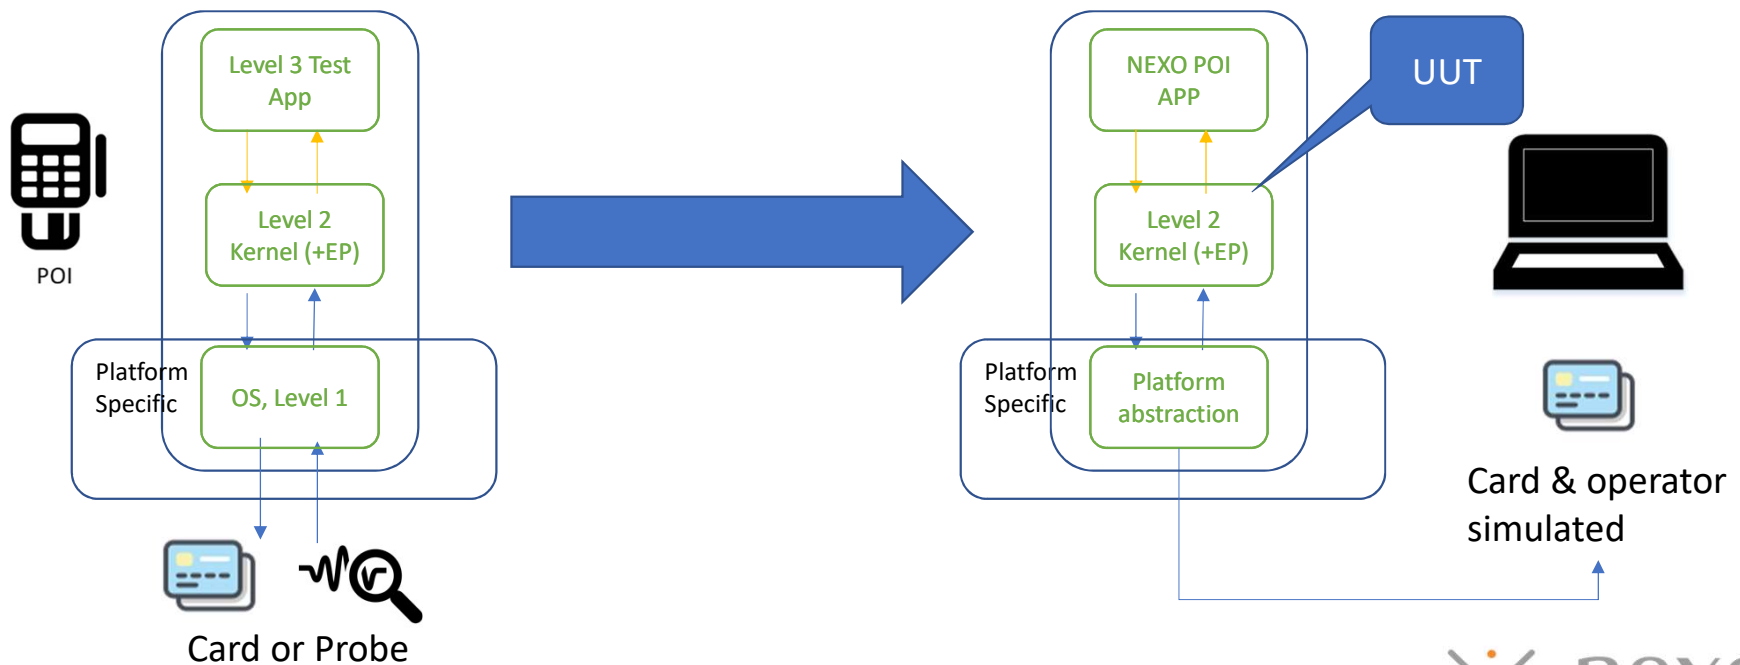 Level 3 Test
App
Level 2
Kernel (+EP)
POI
Platform
Specific
OS, Level 1
Card or Probe
NEXO POI
APP
UUT
Level 2
Kernel (+EP)
Platform
Specific
Platform
abstraction
Card & operator
simulated